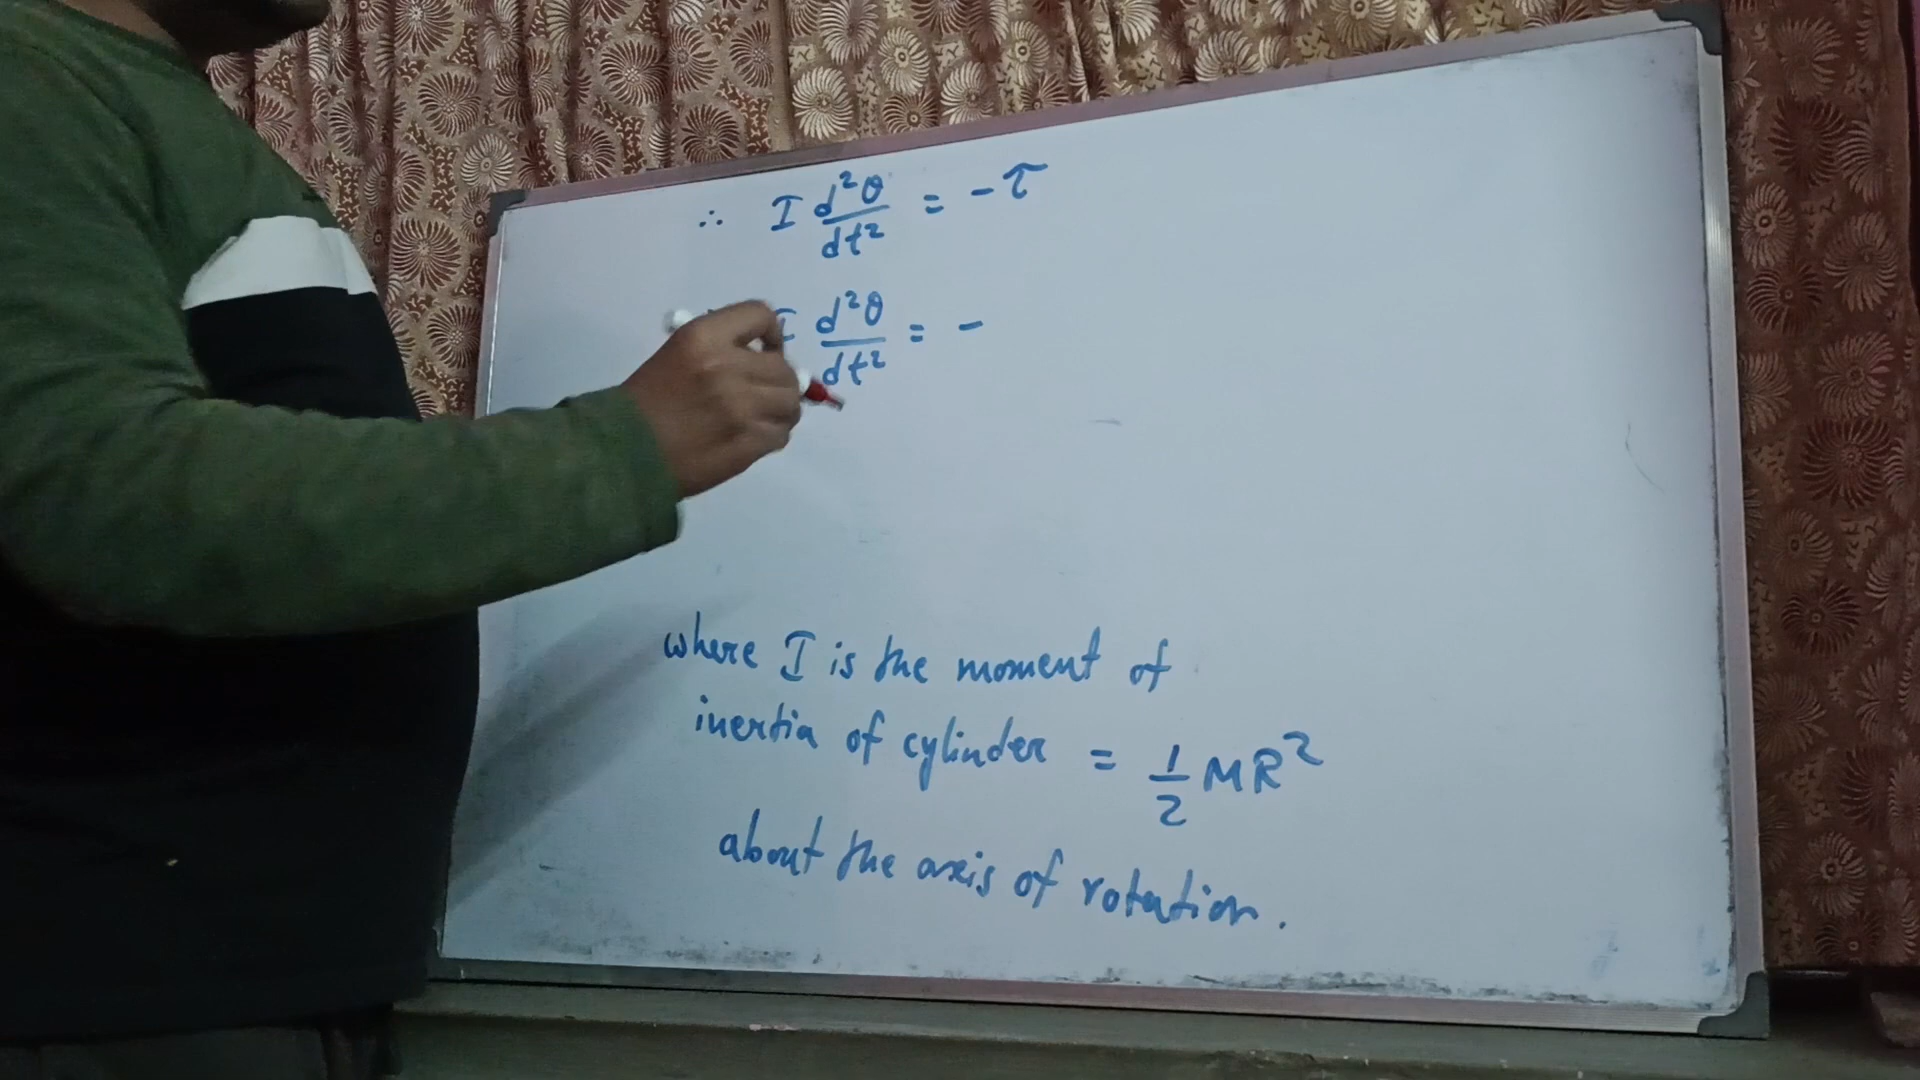 ∴ I d²θ/dt² = -τ
I d²θ/dt² = -
where I is the moment of
inertia of cylinder = 1/2 MR²
about the axis of rotation.